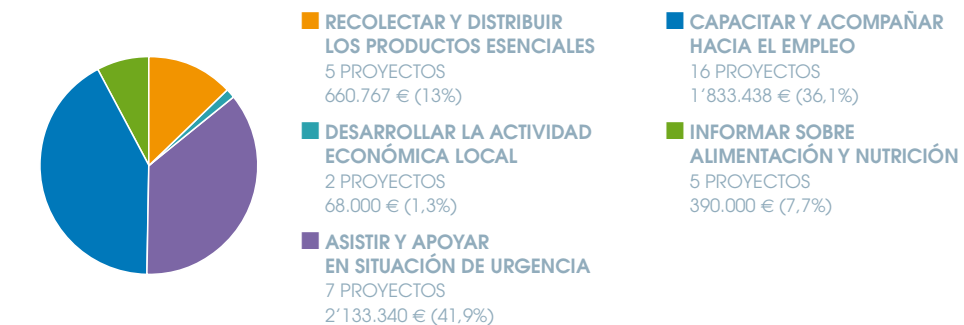 RECOLECTAR Y DISTRIBUIR
LOS PRODUCTOS ESENCIALES
5 PROYECTOS
660.767 € (13%)
DESARROLLAR LA ACTIVIDAD
ECONÓMICA LOCAL
2 PROYECTOS
68.000 € (1,3%)
ASISTIR Y APOYAR
EN SITUACIÓN DE URGENCIA
7 PROYECTOS
2’133.340 € (41,9%)
CAPACITAR Y ACOMPAÑAR
HACIA EL EMPLEO
16 PROYECTOS
1’833.438 € (36,1%)
INFORMAR SOBRE
ALIMENTACIÓN Y NUTRICIÓN
5 PROYECTOS
390.000 € (7,7%)